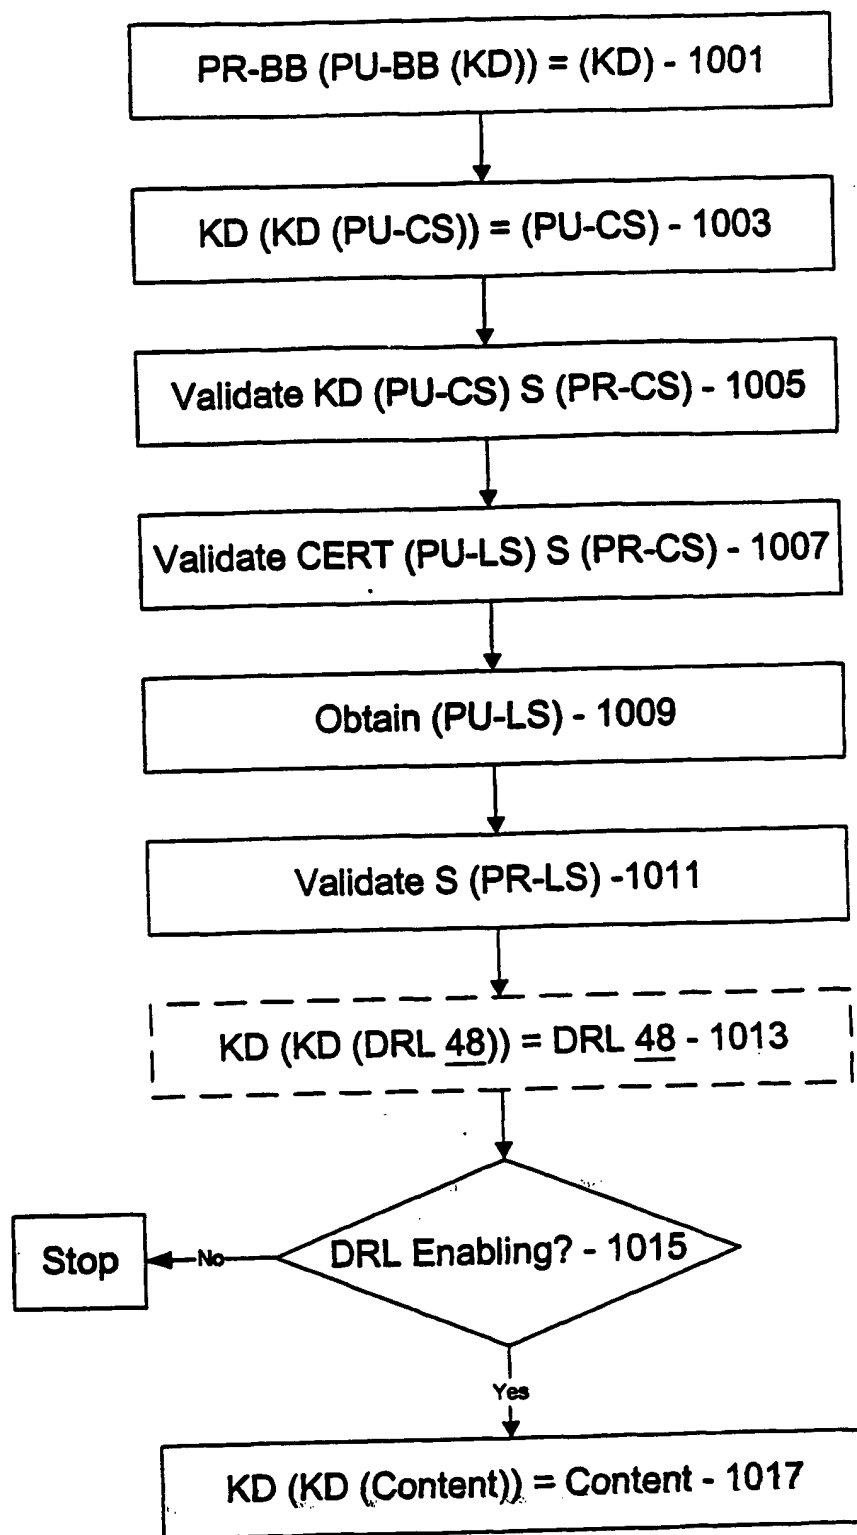 PR-BB (PU-BB (KD)) = (KD) - 1001
KD (KD (PU-CS)) = (PU-CS) - 1003
Validate KD (PU-CS) S (PR-CS) - 1005
Validate CERT (PU-LS) S (PR-CS) - 1007
Obtain (PU-LS) - 1009
Validate S (PR-LS) -1011
KD (KD (DRL 48)) = DRL 48 - 1013
DRL Enabling? - 1015
No
Stop
Yes
KD (KD (Content)) = Content - 1017